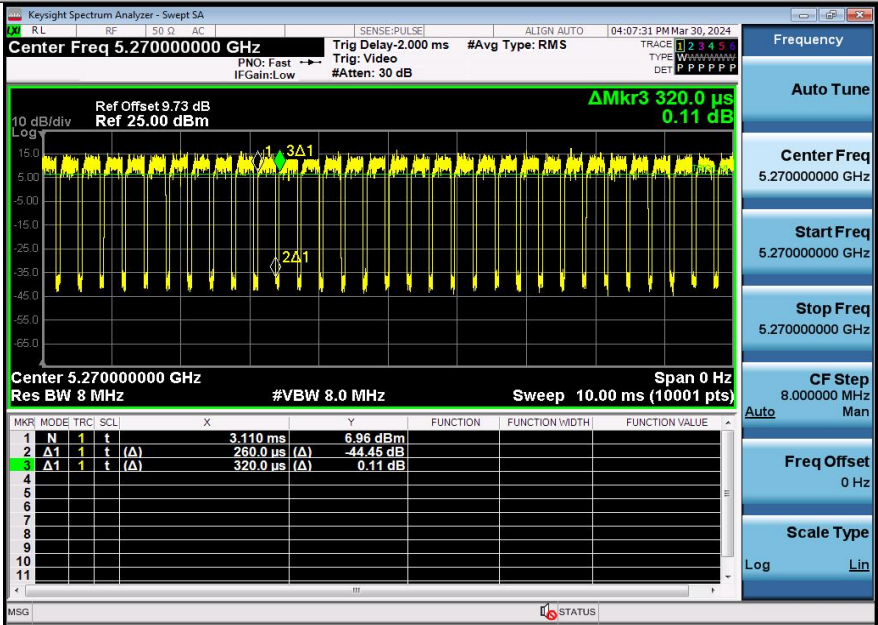 Keysight Spectrum Analyzer - Swept SA
LXI RL RF 50 Ω AC SENSE:PULSE ALIGN AUTO 04:07:31 PM Mar 30, 2024
Center Freq 5.270000000 GHz
PNO: Fast
IFGain:Low
Trig Delay-2.000 ms
Trig: Video
#Atten: 30 dB
#Avg Type: RMS
TRACE 1 2 3 4 5 6
TYPE WWWWWW
DET P P P P P P
ΔMkr3 320.0 µs
0.11 dB
Ref Offset 9.73 dB
10 dB/div Ref 25.00 dBm
Log
15.0
5.00
-5.00
-15.0
-25.0
-35.0
-45.0
-55.0
-65.0
1 3Δ1
2Δ1
Center 5.270000000 GHz Span 0 Hz
Res BW 8 MHz #VBW 8.0 MHz Sweep 10.00 ms (10001 pts)
MKR MODE TRC SCL X Y FUNCTION FUNCTION WIDTH FUNCTION VALUE
1 N 1 t 3.110 ms 6.96 dBm
2 Δ1 1 t (Δ) 260.0 µs (Δ) -44.45 dB
3 Δ1 1 t (Δ) 320.0 µs (Δ) 0.11 dB
4
5
6
7
8
9
10
11
MSG STATUS
Frequency
Auto Tune
Center Freq
5.270000000 GHz
Start Freq
5.270000000 GHz
Stop Freq
5.270000000 GHz
CF Step
8.000000 MHz
Auto Man
Freq Offset
0 Hz
Scale Type
Log Lin